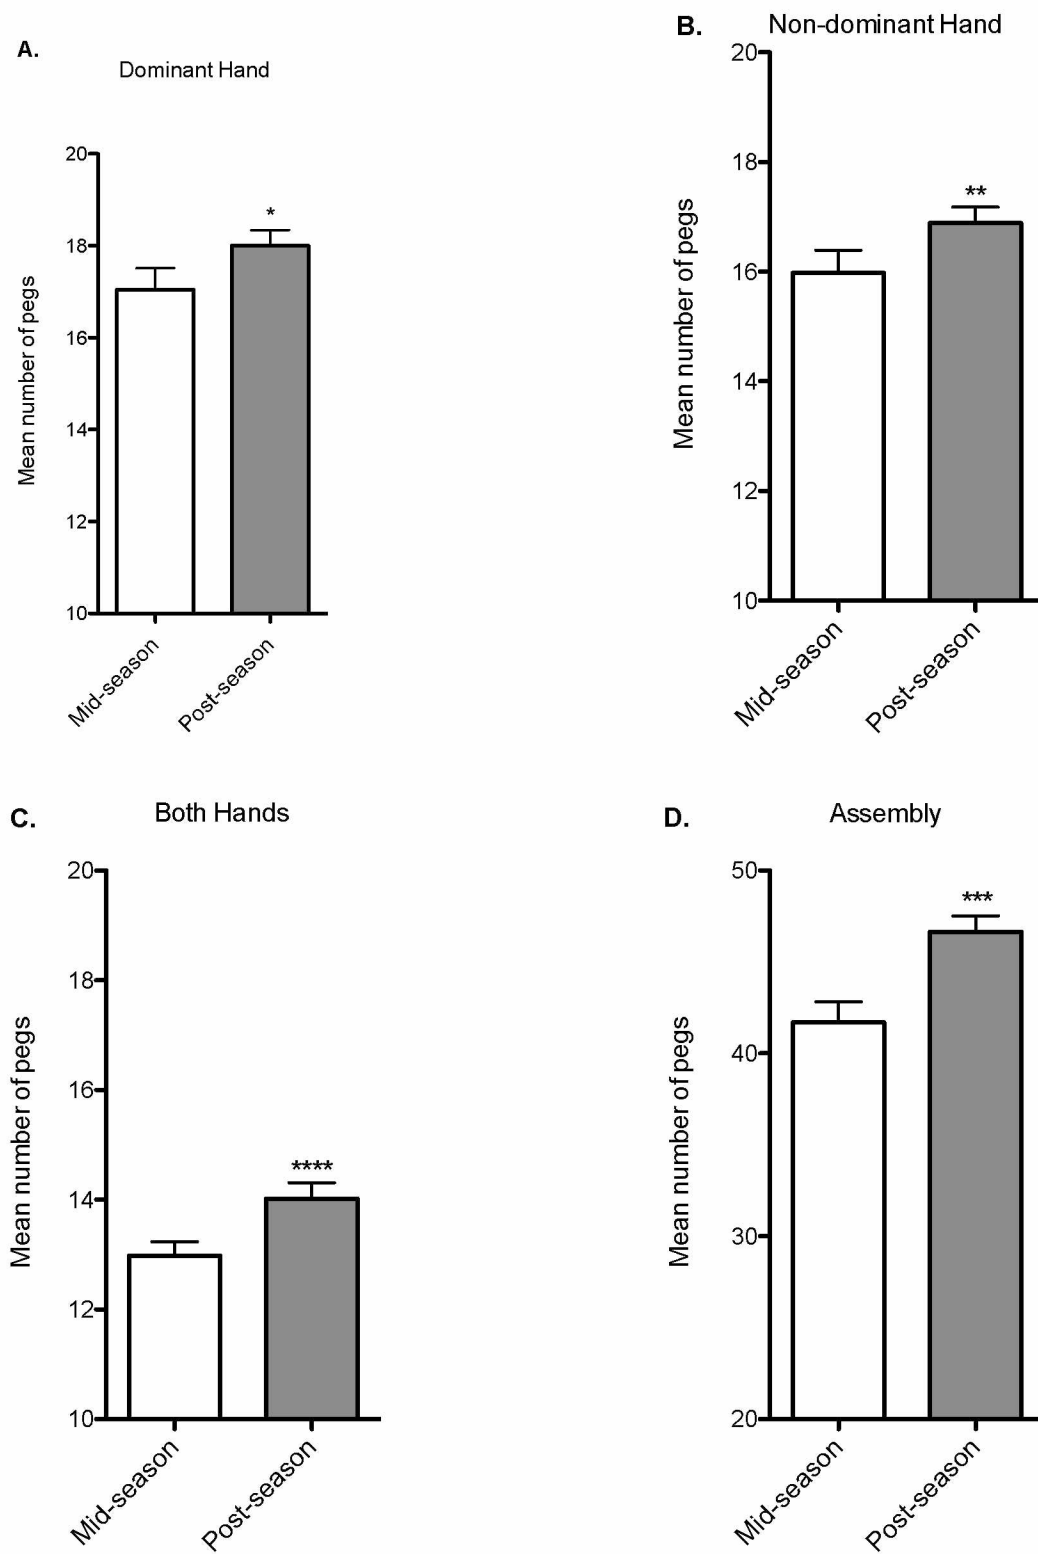 A.
Dominant Hand
20
18
16
14
12
10
Mean number of pegs
*
Mid-season
Post-season
B.
Non-dominant Hand
20
18
16
14
12
10
Mean number of pegs
**
Mid-season
Post-season
C.
Both Hands
20
18
16
14
12
10
Mean number of pegs
****
Mid-season
Post-season
D.
Assembly
50
40
30
20
Mean number of pegs
***
Mid-season
Post-season